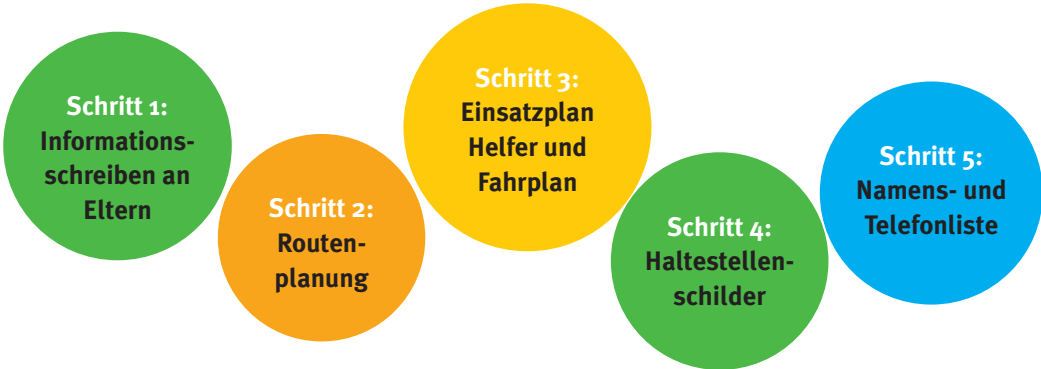 Schritt 1:
Informations-
schreiben an
Eltern
Schritt 2:
Routen-
planung
Schritt 3:
Einsatzplan
Helfer und
Fahrplan
Schritt 4:
Haltestellen-
schilder
Schritt 5:
Namens- und
Telefonliste